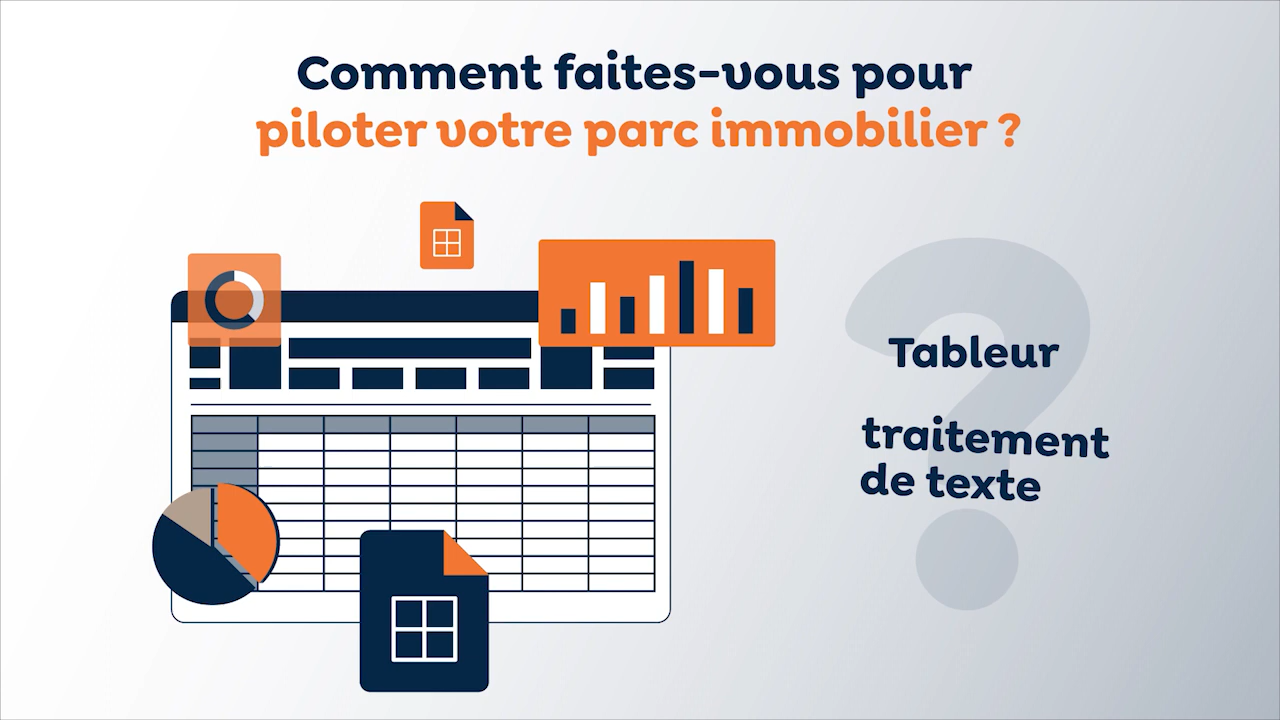 Comment faites-vous pour
piloter votre parc immobilier ?
Tableur
traitement
de texte